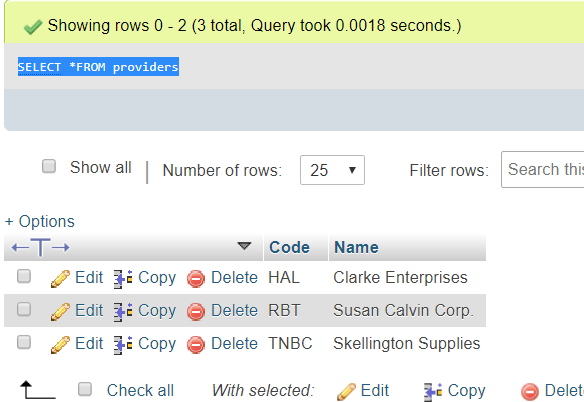 Showing rows 0 - 2 (3 total, Query took 0.0018 seconds.)
SELECT *FROM providers
Show all | Number of rows: 25 Filter rows: Search this
+ Options
←T→ Code Name
Edit Copy Delete HAL Clarke Enterprises
Edit Copy Delete RBT Susan Calvin Corp.
Edit Copy Delete TNBC Skellington Supplies
Check all With selected: Edit Copy Delet